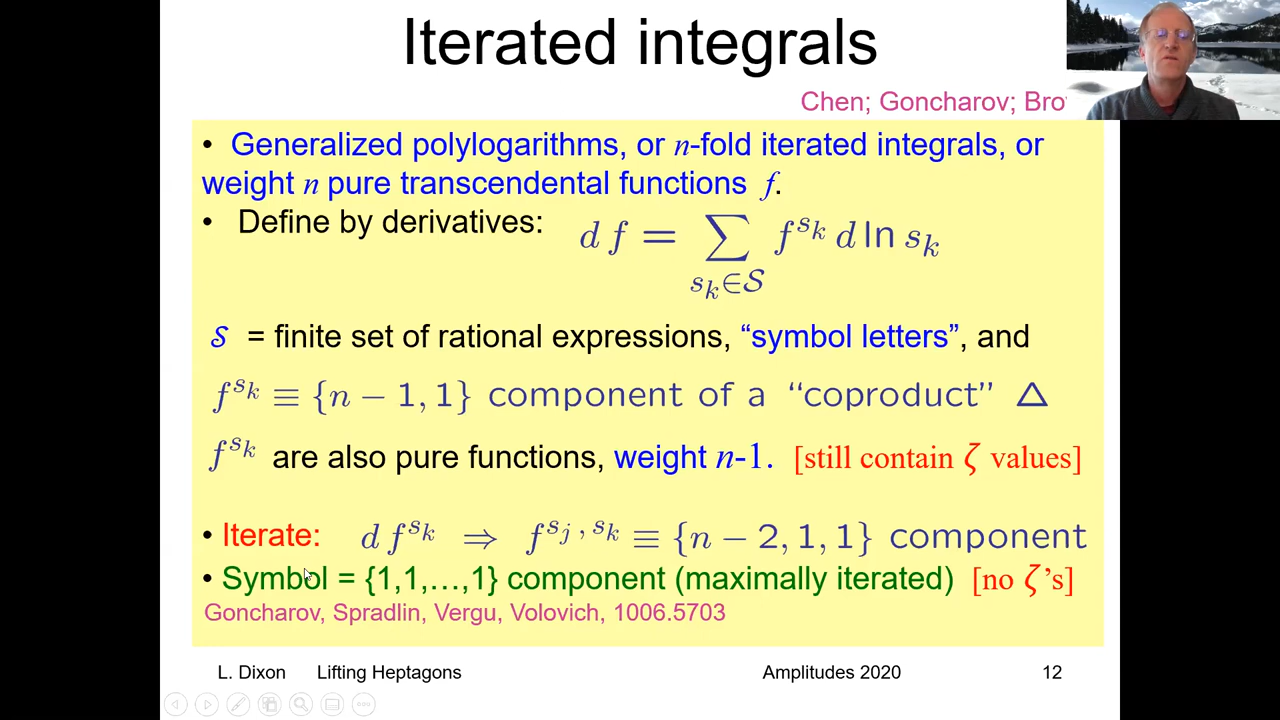 Iterated integrals
Chen; Goncharov;
• Generalized polylogarithms, or n-fold iterated integrals, or
weight n pure transcendental functions f.
• Define by derivatives: d f = ∑ f^{s_k} d ln s_k
s_k∈𝒮
𝒮 = finite set of rational expressions, “symbol letters”, and
f^{s_k} ≡ {n − 1, 1} component of a “coproduct” Δ
f^{s_k} are also pure functions, weight n-1. [still contain ζ values]
• Iterate: d f^{s_k} ⇒ f^{s_j, s_k} ≡ {n − 2, 1, 1} component
• Symbol = {1,1,…,1} component (maximally iterated) [no ζ’s]
Goncharov, Spradlin, Vergu, Volovich, 1006.5703
L. Dixon Lifting Heptagons Amplitudes 2020 12